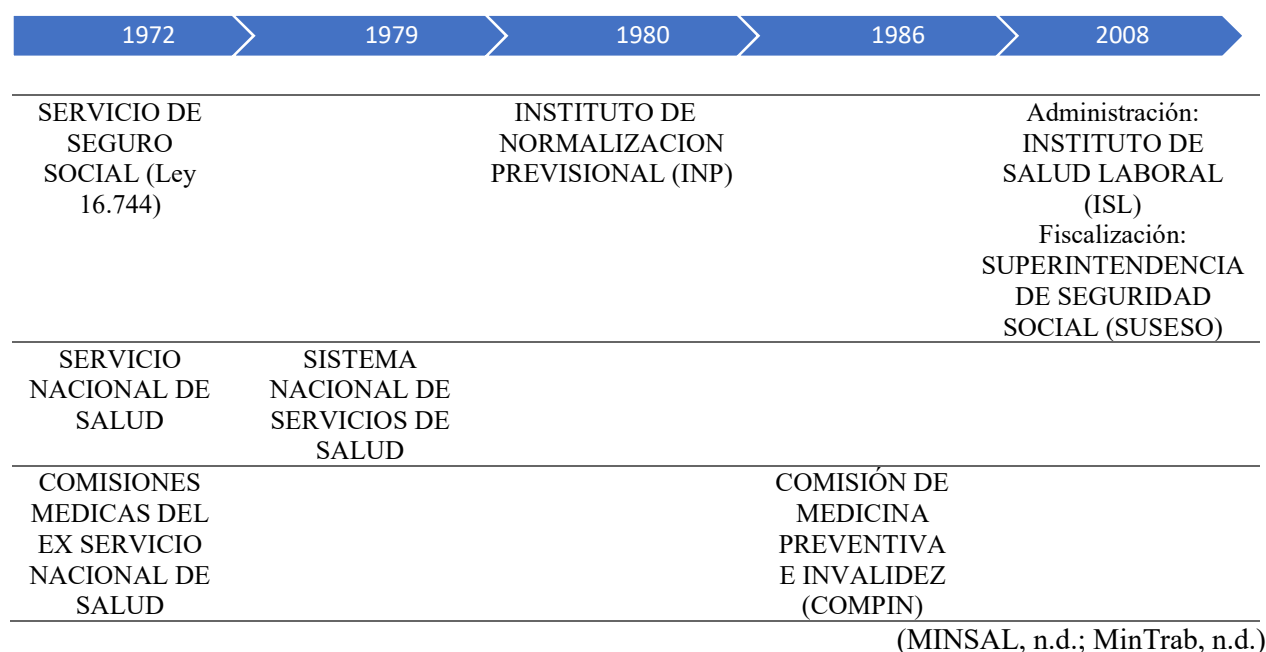 1972 1979 1980 1986 2008
SERVICIO DE
SEGURO
SOCIAL (Ley
16.744)
INSTITUTO DE
NORMALIZACION
PREVISIONAL (INP)
Administración:
INSTITUTO DE
SALUD LABORAL
(ISL)
Fiscalización:
SUPERINTENDENCIA
DE SEGURIDAD
SOCIAL (SUSESO)
SERVICIO
NACIONAL DE
SALUD
SISTEMA
NACIONAL DE
SERVICIOS DE
SALUD
COMISIONES
MEDICAS DEL
EX SERVICIO
NACIONAL DE
SALUD
COMISIÓN DE
MEDICINA
PREVENTIVA
E INVALIDEZ
(COMPIN)
(MINSAL, n.d.; MinTrab, n.d.)